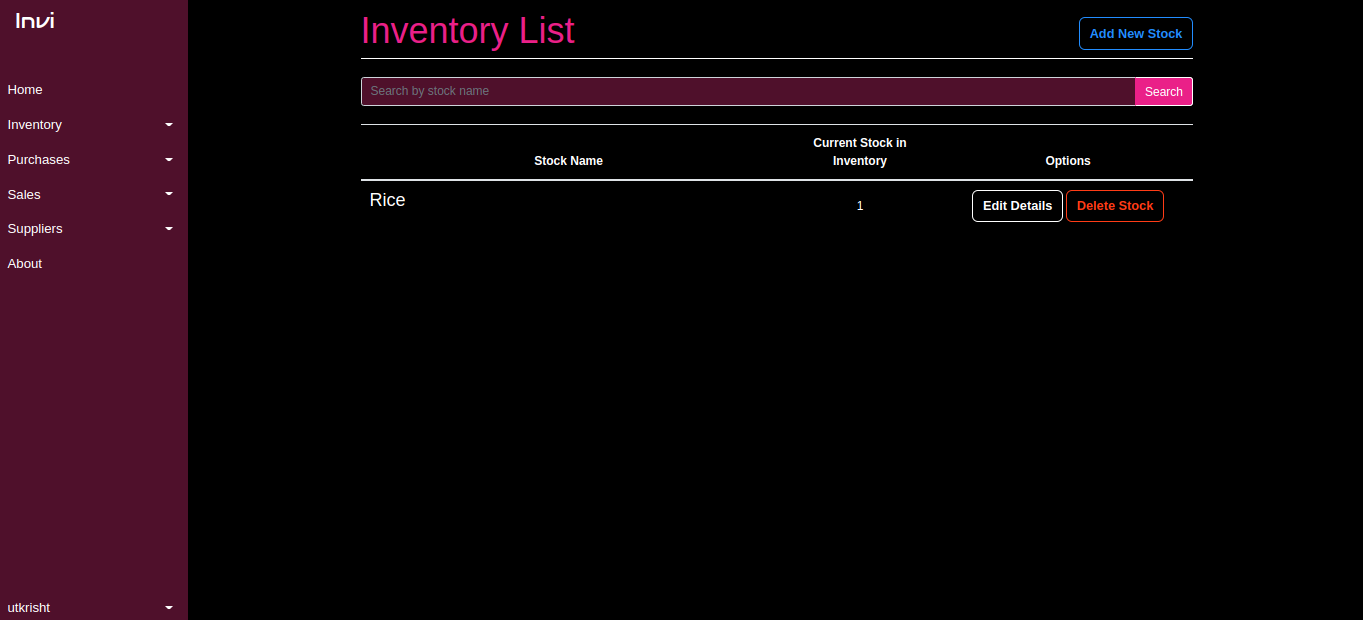 Invi
Home
Inventory
Purchases
Sales
Suppliers
About
utkrisht
Inventory List
Add New Stock
Search by stock name
Search
Stock Name
Current Stock in
Inventory
Options
Rice
1
Edit Details
Delete Stock